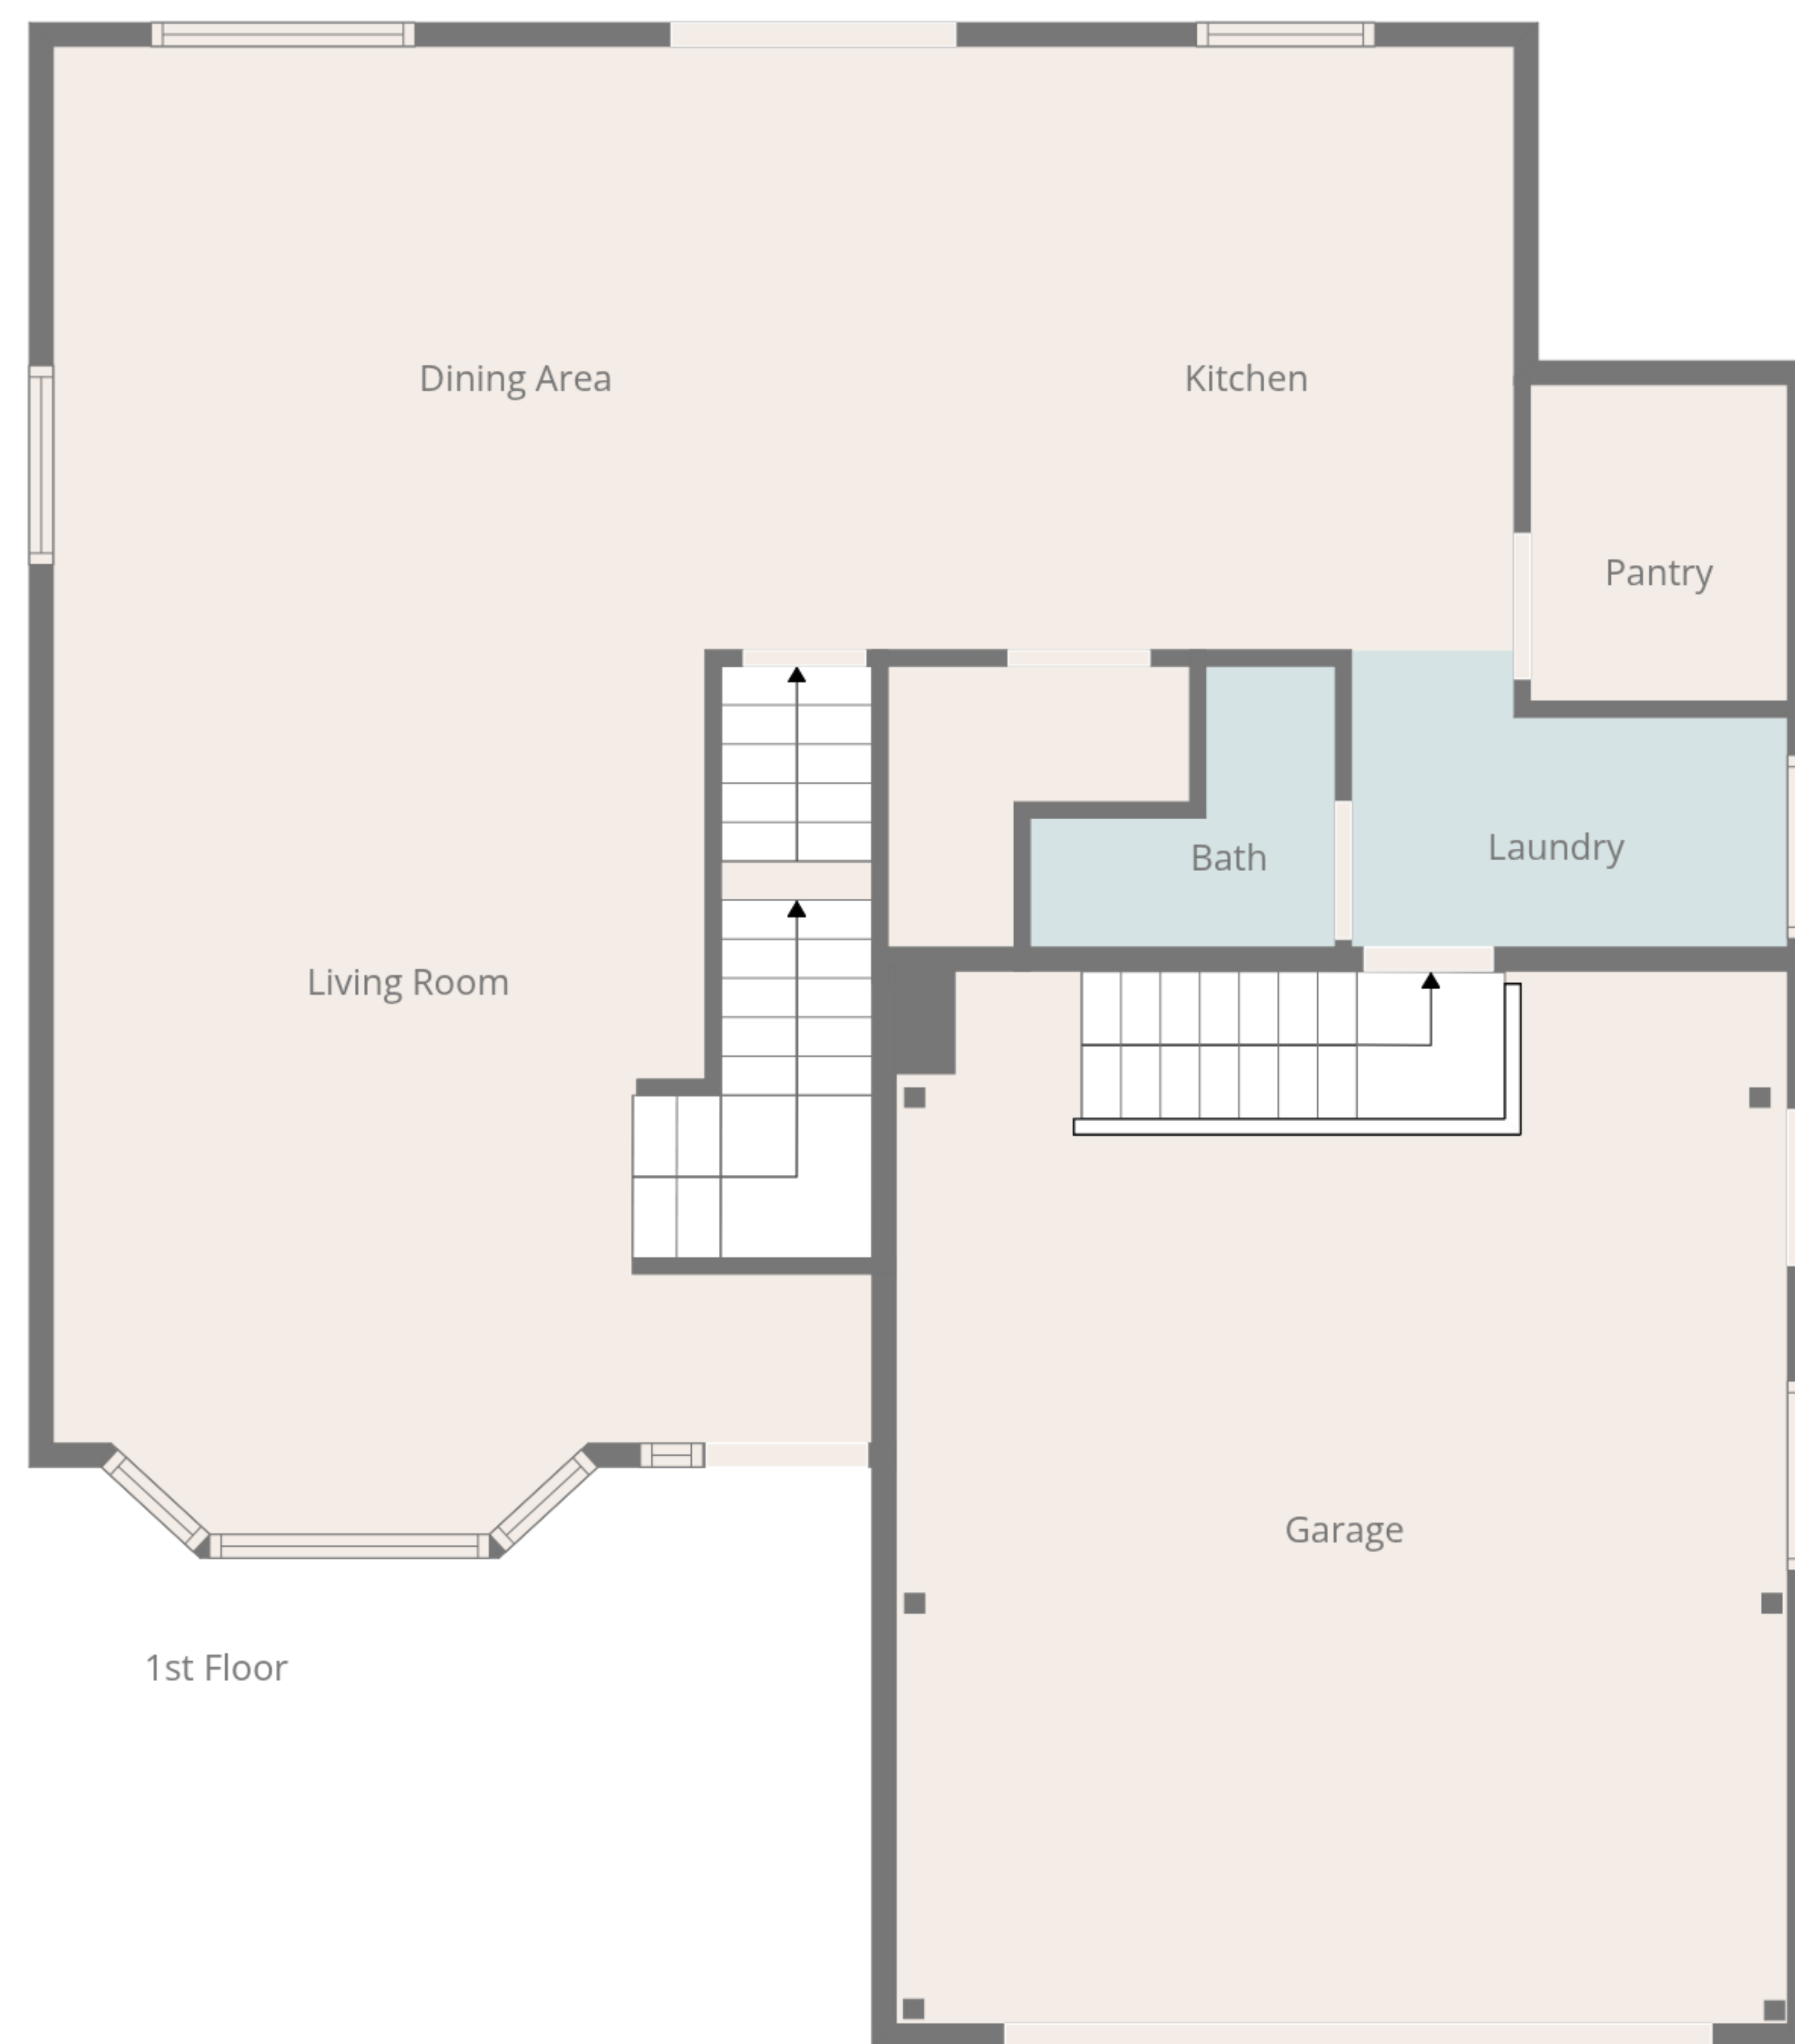 Dining Area
Kitchen
Pantry
Bath
Laundry
Living Room
Garage
1st Floor